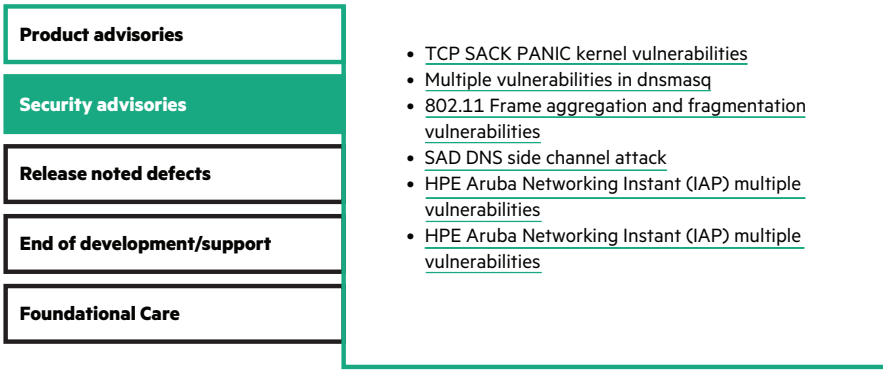 Product advisories
Security advisories
Release noted defects
End of development/support
Foundational Care
• TCP SACK PANIC kernel vulnerabilities
• Multiple vulnerabilities in dnsmasq
• 802.11 Frame aggregation and fragmentation
vulnerabilities
• SAD DNS side channel attack
• HPE Aruba Networking Instant (IAP) multiple
vulnerabilities
• HPE Aruba Networking Instant (IAP) multiple
vulnerabilities